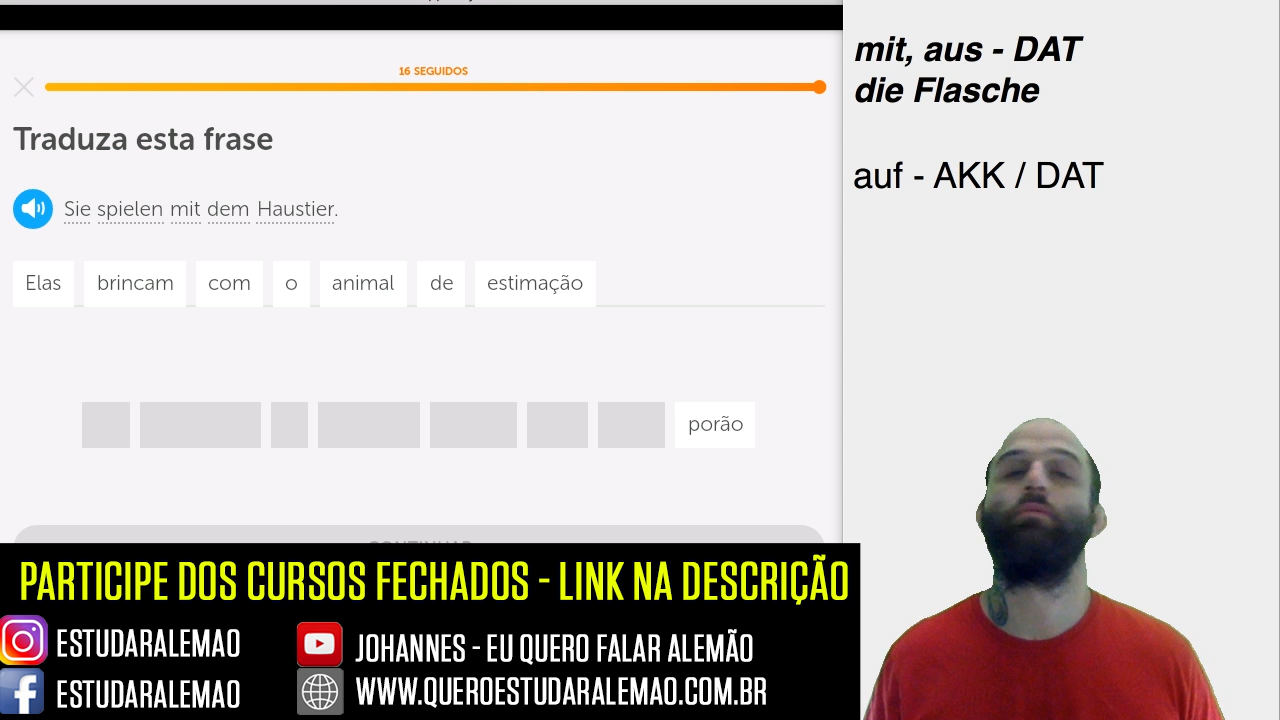 16 SEGUIDOS
Traduza esta frase
Sie spielen mit dem Haustier.
Elas brincam com o animal de estimação
porão
mit, aus - DAT
die Flasche
auf - AKK / DAT
PARTICIPE DOS CURSOS FECHADOS - LINK NA DESCRIÇÃO
ESTUDARALEMAO
JOHANNES - EU QUERO FALAR ALEMÃO
ESTUDARALEMAO
WWW.QUEROESTUDARALEMAO.COM.BR